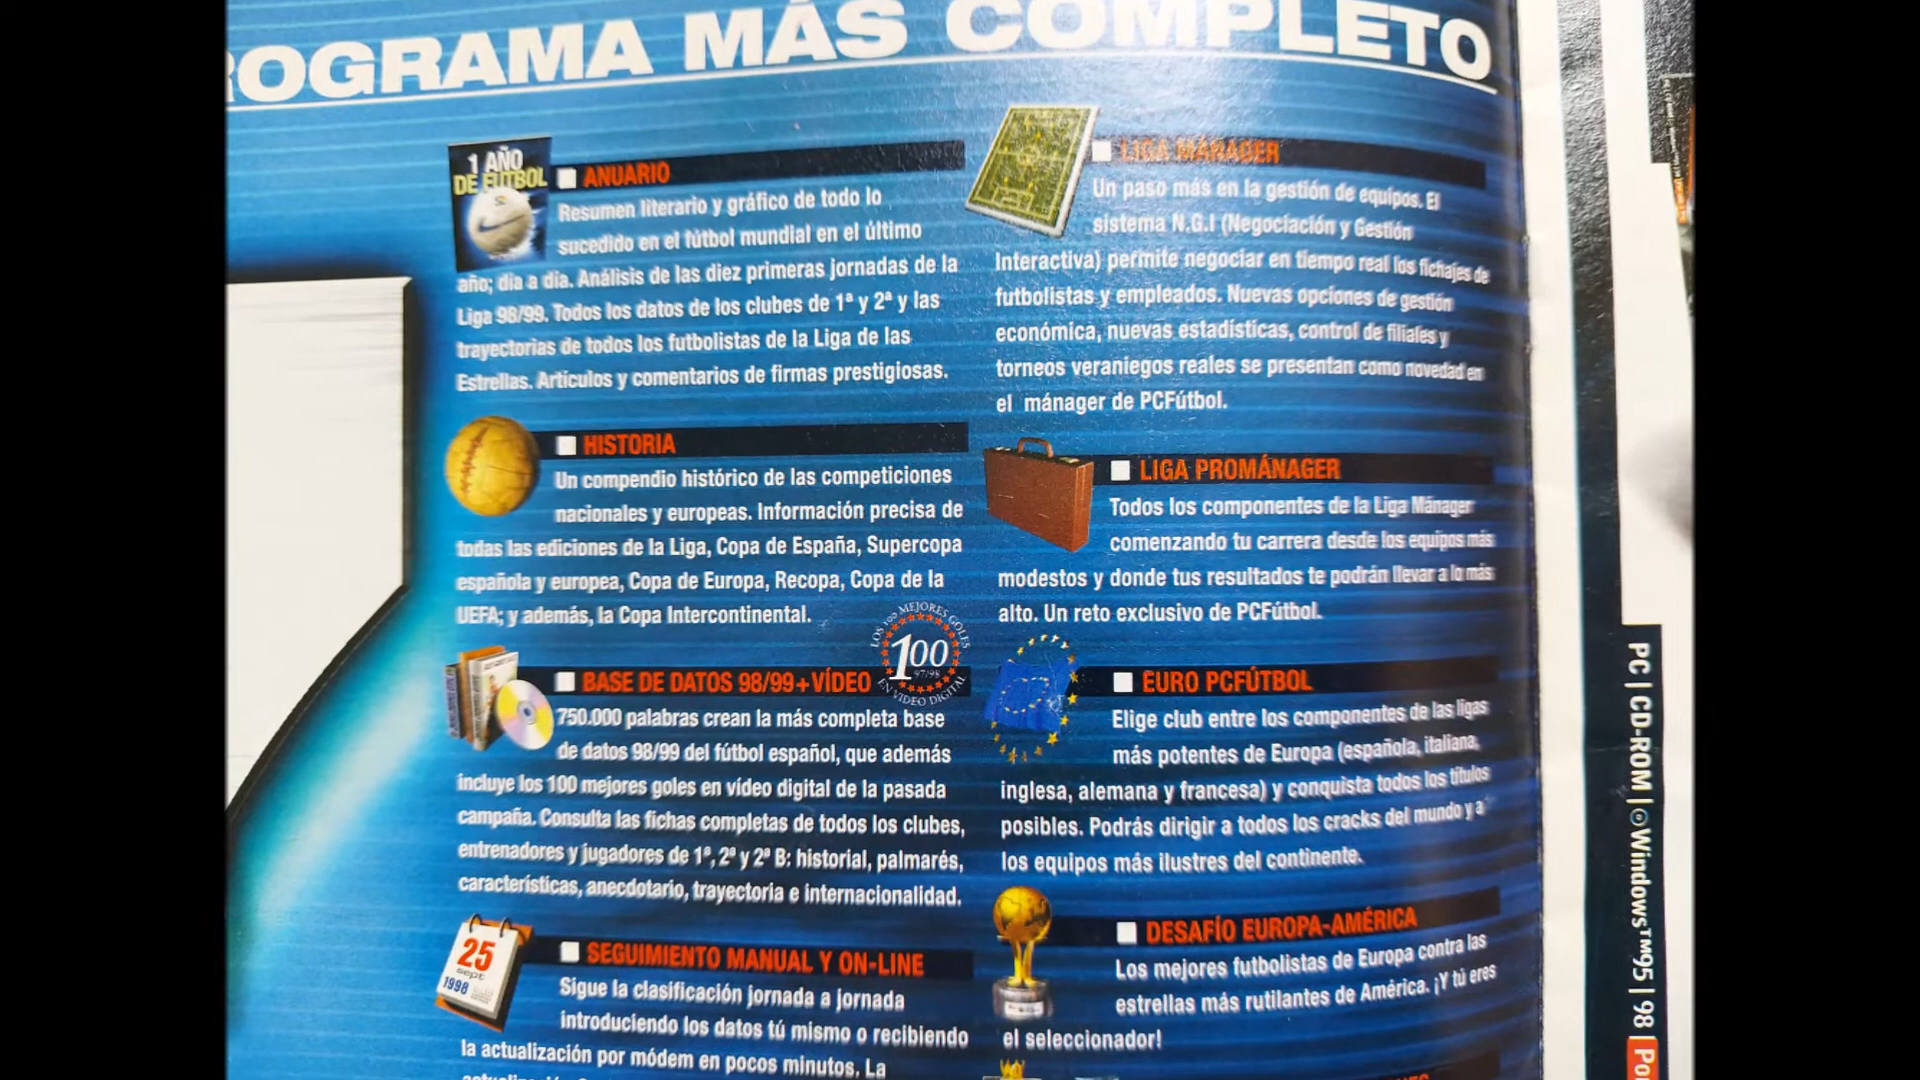 ROGRAMA MÁS COMPLETO
1 AÑO
DE FÚTBOL
ANUARIO
Resumen literario y gráfico de todo lo
sucedido en el fútbol mundial en el último
año; día a día. Análisis de las diez primeras jornadas de la
Liga 98/99. Todos los datos de los clubes de 1ª y 2ª y las
trayectorias de todos los futbolistas de la Liga de las
Estrellas. Artículos y comentarios de firmas prestigiosas.
HISTORIA
Un compendio histórico de las competiciones
nacionales y europeas. Información precisa de
todas las ediciones de la Liga, Copa de España, Supercopa
española y europea, Copa de Europa, Recopa, Copa de la
UEFA; y además, la Copa Intercontinental.
LOS 100 MEJORES GOLES
100
97/98
EN VIDEO DIGITAL
BASE DE DATOS 98/99+VÍDEO
750.000 palabras crean la más completa base
de datos 98/99 del fútbol español, que además
incluye los 100 mejores goles en vídeo digital de la pasada
campaña. Consulta las fichas completas de todos los clubes,
entrenadores y jugadores de 1ª, 2ª y 2ª B: historial, palmarés,
características, anecdotario, trayectoria e internacionalidad.
25
sept
1998
SEGUIMIENTO MANUAL Y ON-LINE
Sigue la clasificación jornada a jornada
introduciendo los datos tú mismo o recibiendo
la actualización por módem en pocos minutos. La
LIGA MÁNAGER
Un paso más en la gestión de equipos. El
sistema N.G.I (Negociación y Gestión
Interactiva) permite negociar en tiempo real los fichajes de
futbolistas y empleados. Nuevas opciones de gestión
económica, nuevas estadísticas, control de filiales y
torneos veraniegos reales se presentan como novedad en
el mánager de PCFútbol.
LIGA PROMÁNAGER
Todos los componentes de la Liga Mánager
comenzando tu carrera desde los equipos más
modestos y donde tus resultados te podrán llevar a lo más
alto. Un reto exclusivo de PCFútbol.
EURO PCFÚTBOL
Elige club entre los componentes de las ligas
más potentes de Europa (española, italiana,
inglesa, alemana y francesa) y conquista todos los títulos
posibles. Podrás dirigir a todos los cracks del mundo y a
los equipos más ilustres del continente.
DESAFÍO EUROPA-AMÉRICA
Los mejores futbolistas de Europa contra las
estrellas más rutilantes de América. ¡Y tú eres
el seleccionador!
PC | CD-ROM | Windows™95 | 98 | Po